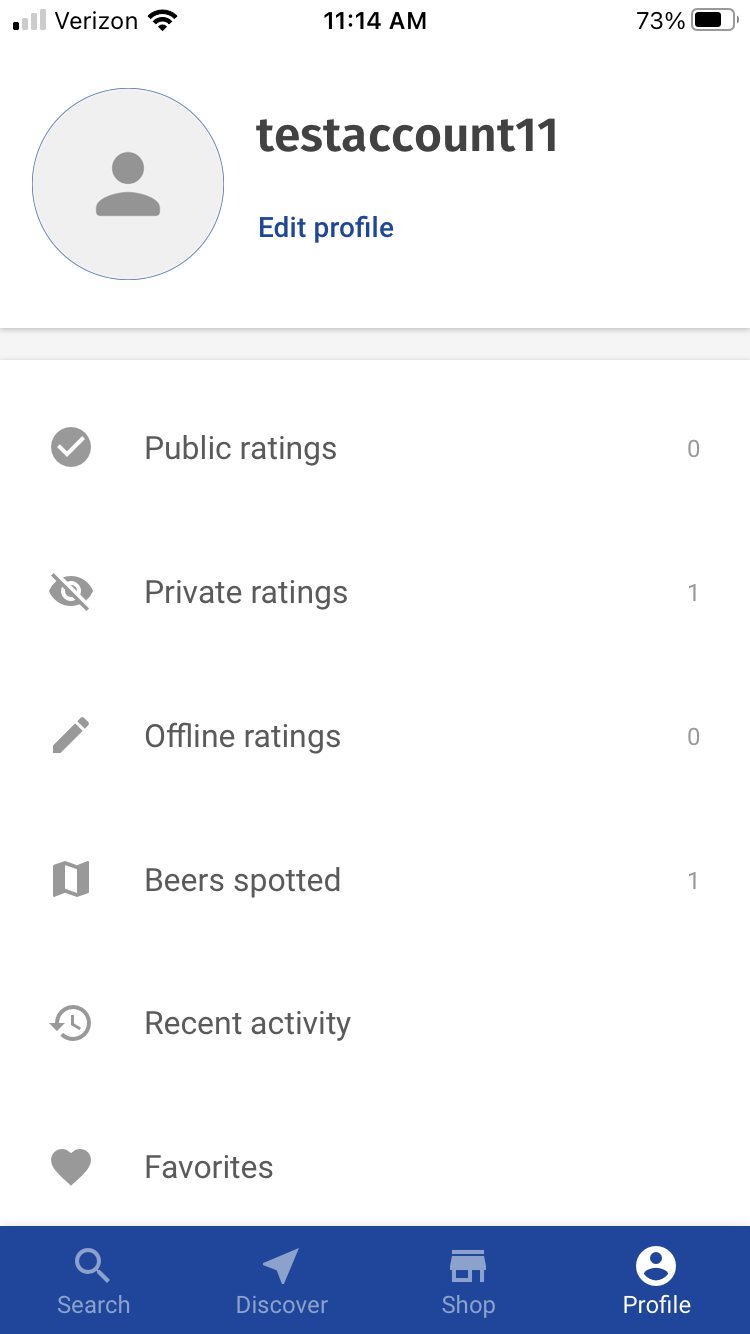 Verizon 11:14 AM 73%
testaccount11
Edit profile
Public ratings 0
Private ratings 1
Offline ratings 0
Beers spotted 1
Recent activity
Favorites
Search Discover Shop Profile